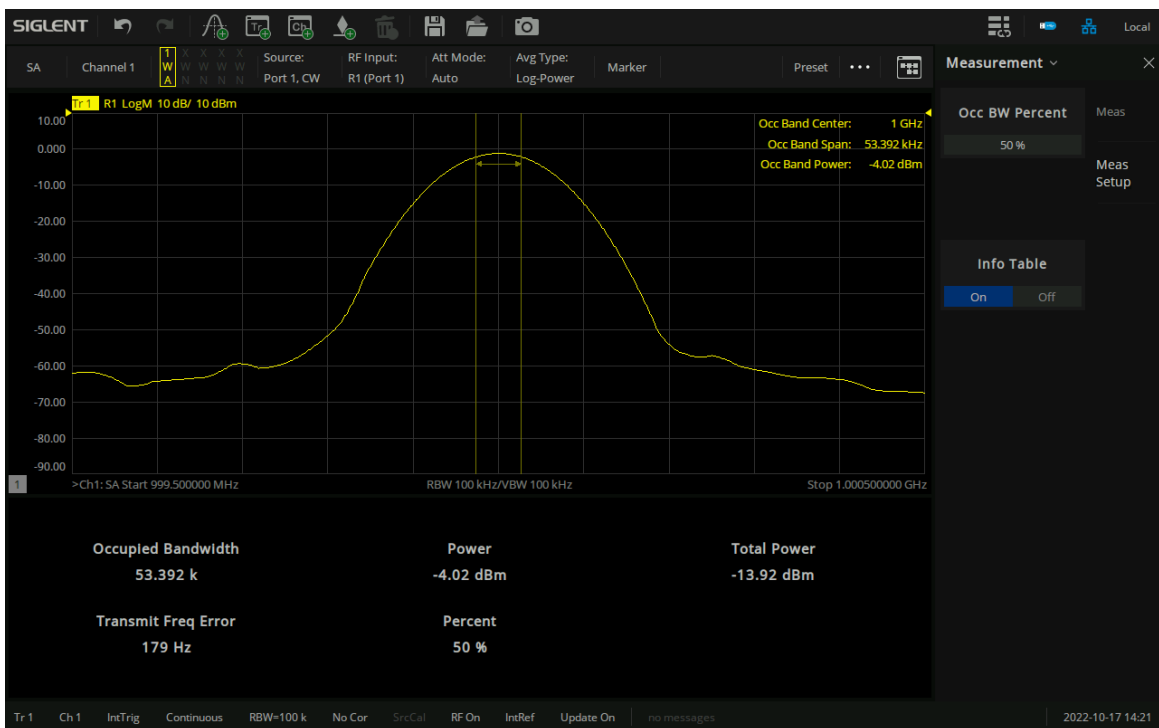 SIGLENT
Tr
Ch
Local
SA
Channel 1
1 X X X X
W W W W W
A N N N N
Source:
Port 1, CW
RF Input:
R1 (Port 1)
Att Mode:
Auto
Avg Type:
Log-Power
Marker
Preset
Measurement
Tr 1 R1 LogM 10 dB/ 10 dBm
10.00
0.000
-10.00
-20.00
-30.00
-40.00
-50.00
-60.00
-70.00
-80.00
-90.00
Occ Band Center: 1 GHz
Occ Band Span: 53.392 kHz
Occ Band Power: -4.02 dBm
1
>Ch1: SA Start 999.500000 MHz
RBW 100 kHz/VBW 100 kHz
Stop 1.000500000 GHz
Occ BW Percent
50 %
Info Table
On Off
Meas
Meas
Setup
Occupied Bandwidth
53.392 k
Power
-4.02 dBm
Total Power
-13.92 dBm
Transmit Freq Error
179 Hz
Percent
50 %
Tr 1 Ch 1 IntTrig Continuous RBW=100 k No Cor SrcCal RF On IntRef Update On no messages 2022-10-17 14:21